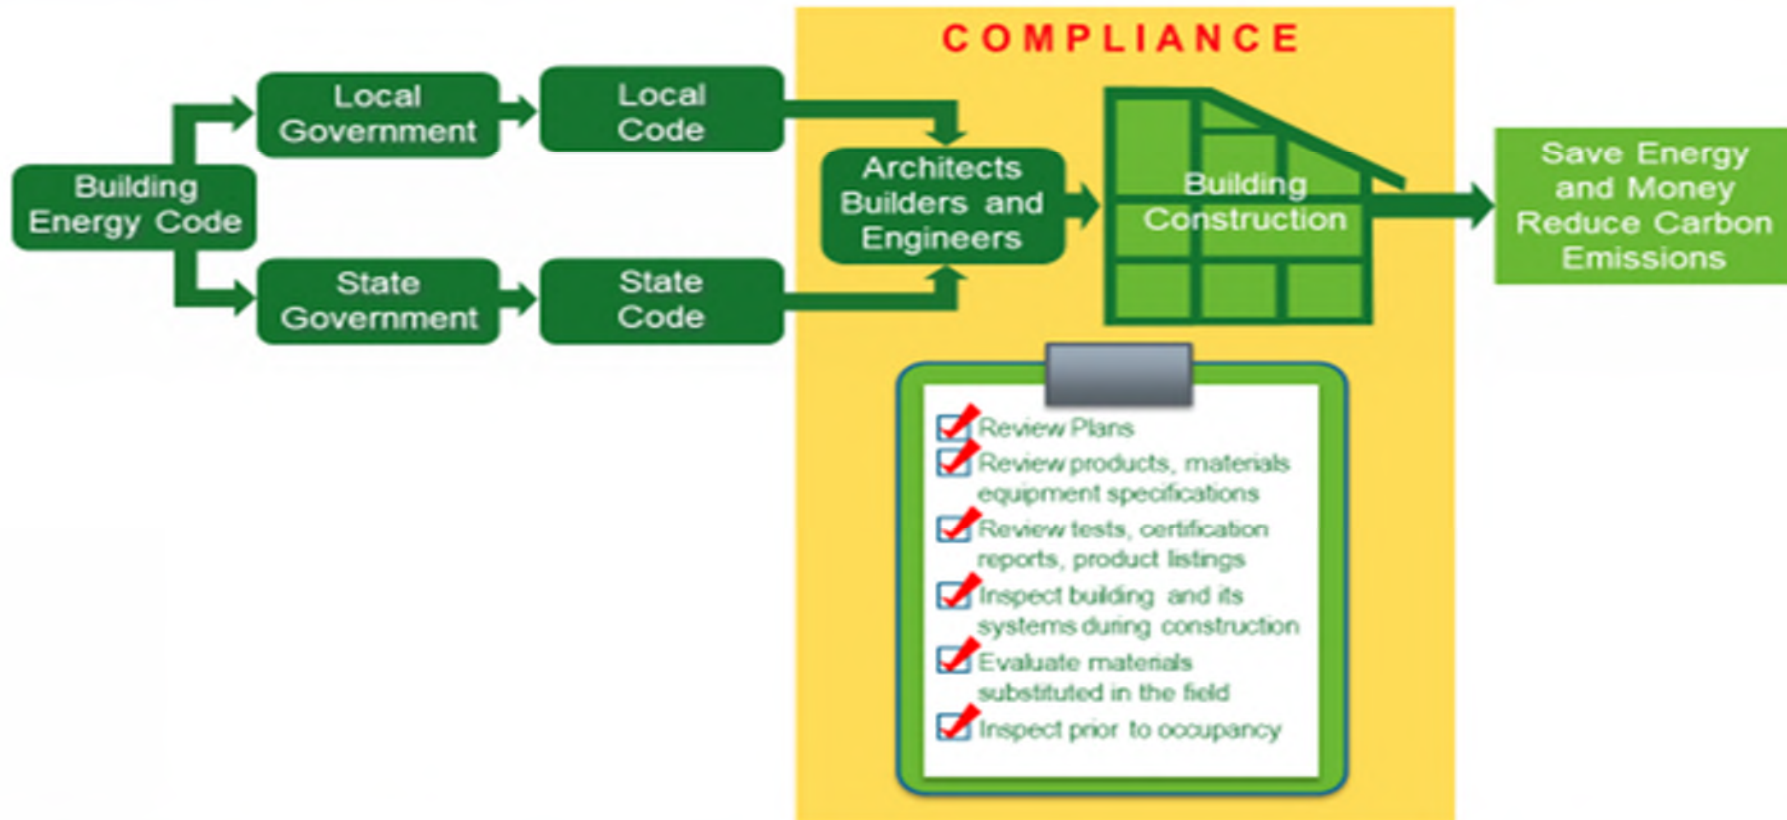 COMPLIANCE
Building
Energy Code
Local
Government
Local
Code
State
Government
State
Code
Architects
Builders and
Engineers
Building
Construction
Save Energy
and Money
Reduce Carbon
Emissions
Review Plans
Review products, materials
equipment specifications
Review tests, certification
reports, product listings
Inspect building and its
systems during construction
Evaluate materials
substituted in the field
Inspect prior to occupancy